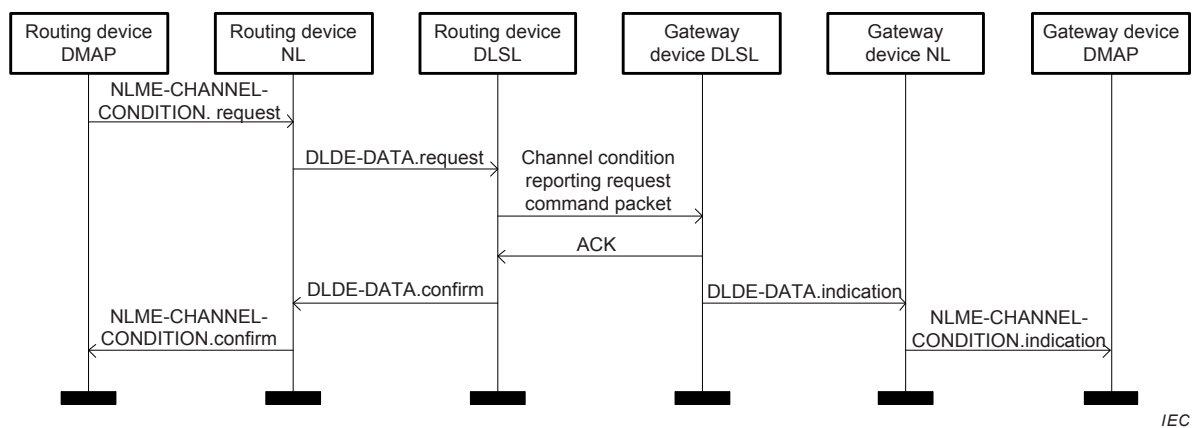 Routing device
DMAP
Routing device
NL
Routing device
DLSL
Gateway
device DLSL
Gateway
device NL
Gateway device
DMAP
NLME-CHANNEL-
CONDITION. request
DLDE-DATA.request
Channel condition
reporting request
command packet
ACK
DLDE-DATA.confirm
DLDE-DATA.indication
NLME-CHANNEL-
CONDITION.confirm
NLME-CHANNEL-
CONDITION.indication
IEC